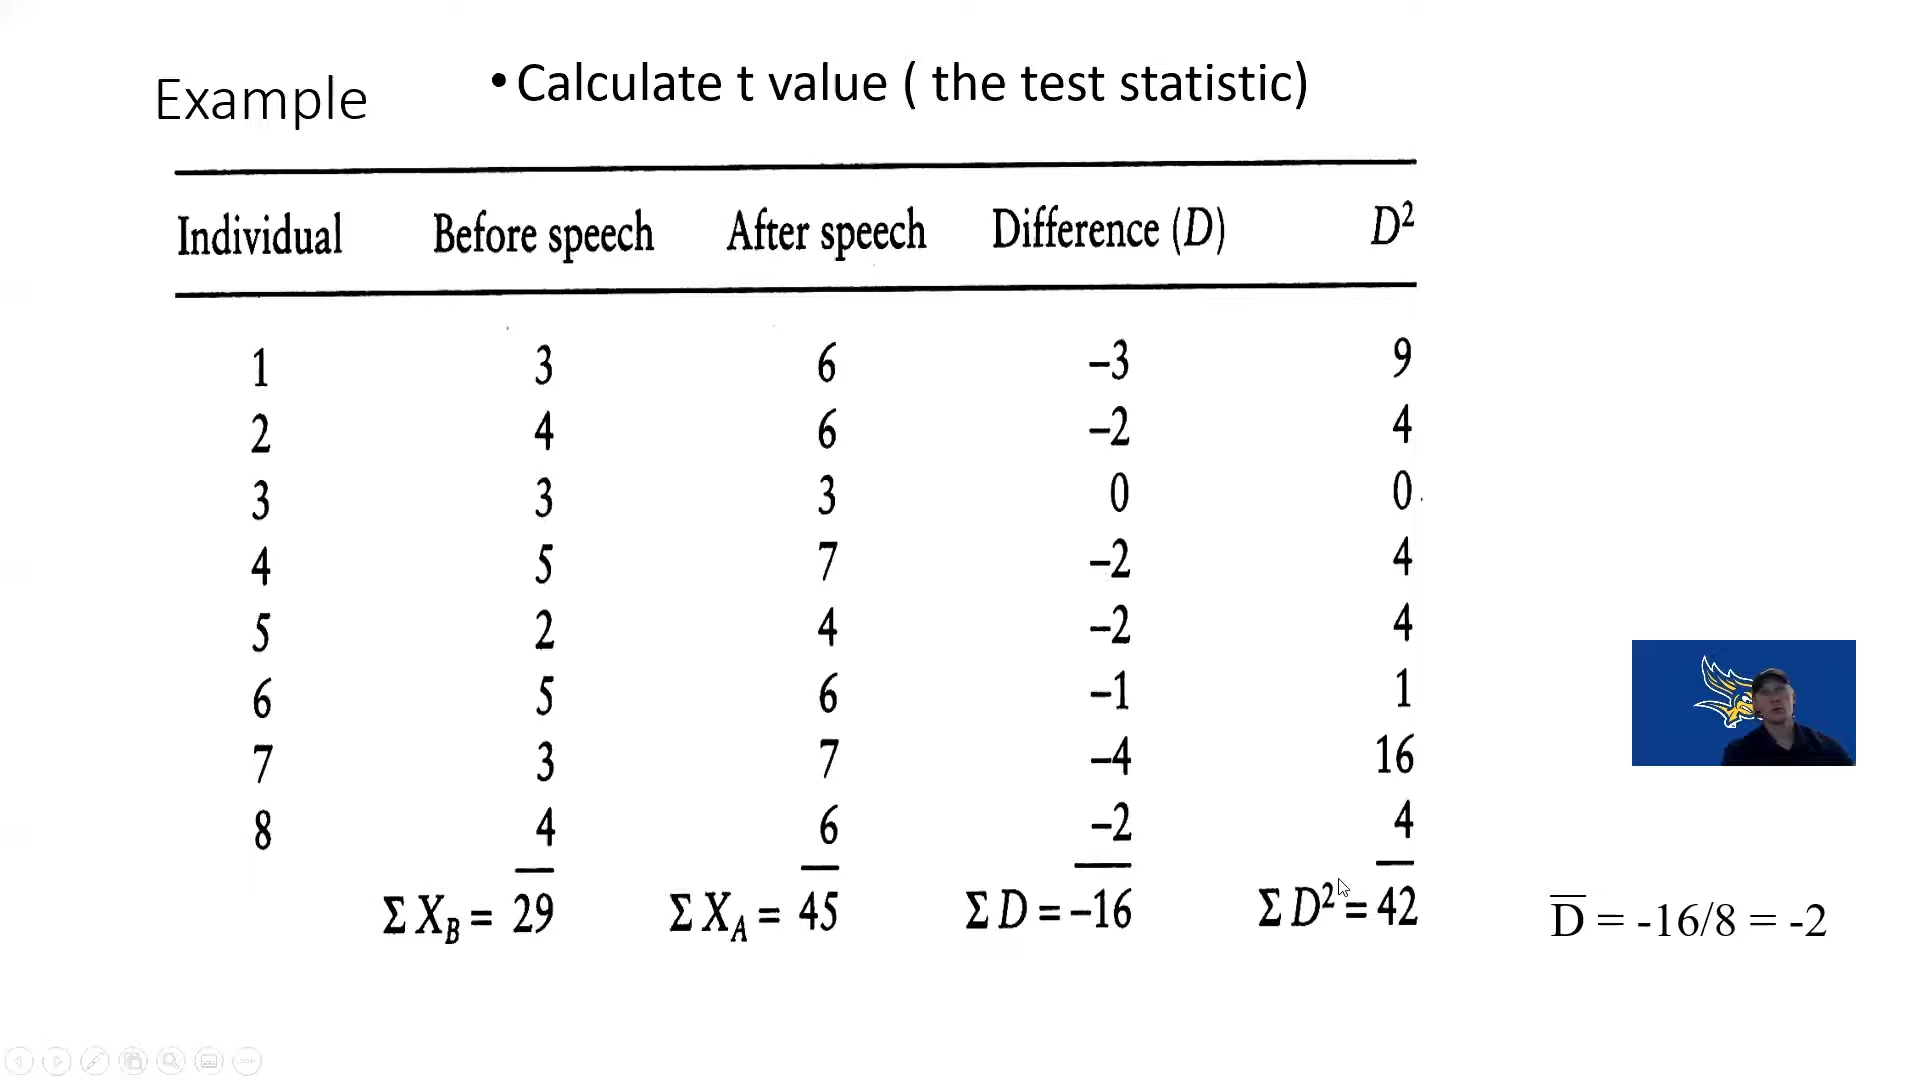 Example
• Calculate t value ( the test statistic)
Individual Before speech After speech Difference (D) D²
1 3 6 –3 9
2 4 6 –2 4
3 3 3 0 0
4 5 7 –2 4
5 2 4 –2 4
6 5 6 –1 1
7 3 7 –4 16
8 4 6 –2 4
Σ X_B = 29 Σ X_A = 45 Σ D = –16 Σ D² = 42 D̅ = -16/8 = -2